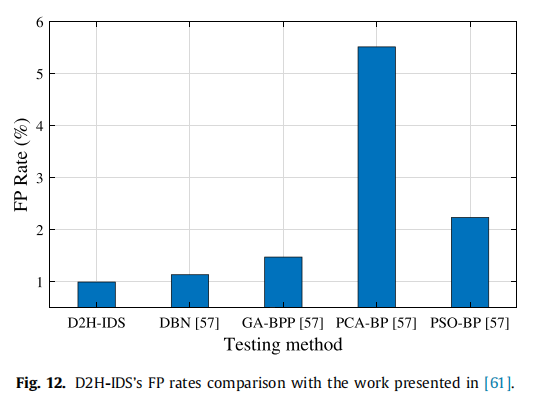 6
5
4
3
2
1
FP Rate (%)
D2H-IDS DBN [57] GA-BPP [57] PCA-BP [57] PSO-BP [57]
Testing method
Fig. 12. D2H-IDS's FP rates comparison with the work presented in [61].